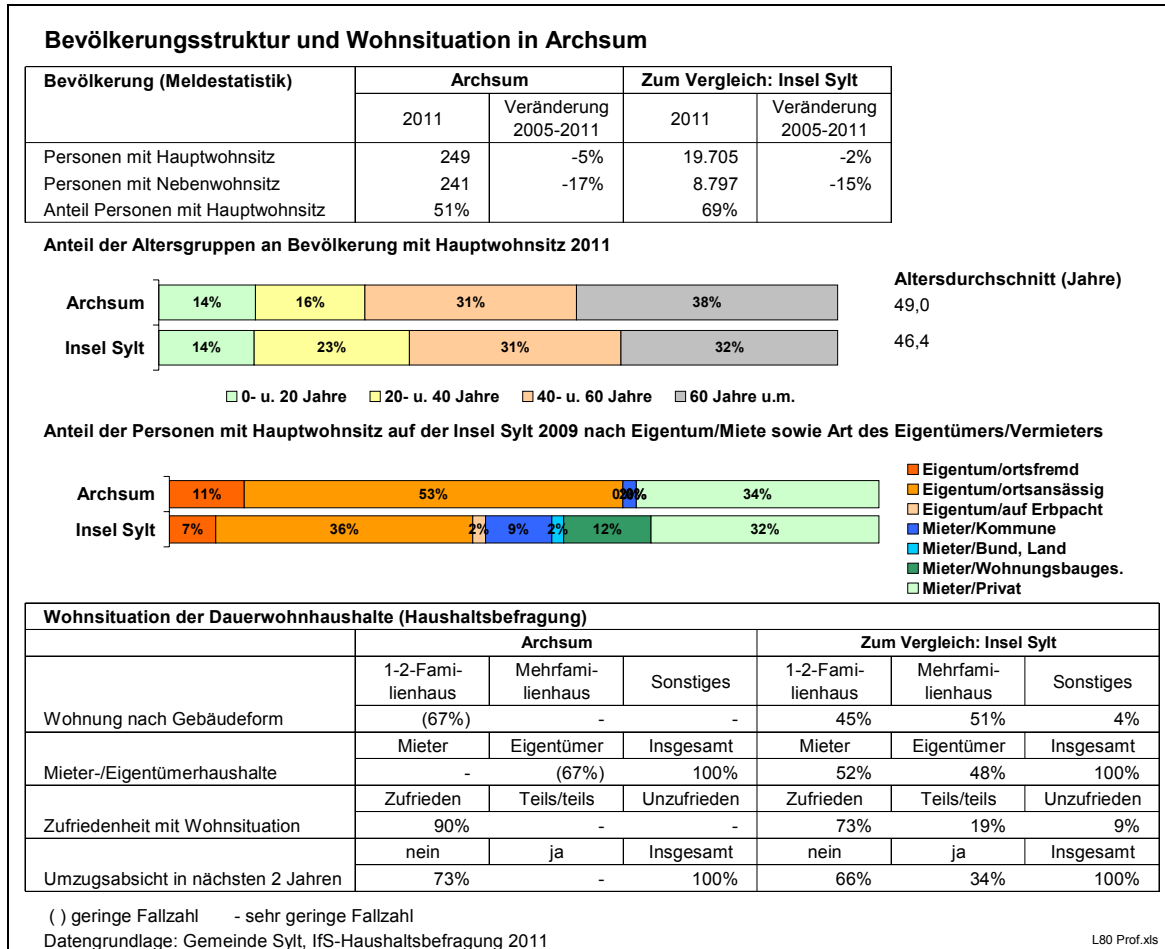 Bevölkerungsstruktur und Wohnsituation in Archsum
Bevölkerung (Meldestatistik) Archsum Zum Vergleich: Insel Sylt
2011 Veränderung 2005-2011 2011 Veränderung 2005-2011
Personen mit Hauptwohnsitz 249 -5% 19.705 -2%
Personen mit Nebenwohnsitz 241 -17% 8.797 -15%
Anteil Personen mit Hauptwohnsitz 51% 69%
Anteil der Altersgruppen an Bevölkerung mit Hauptwohnsitz 2011
Altersdurchschnitt (Jahre)
Archsum 14% 16% 31% 38% 49,0
Insel Sylt 14% 23% 31% 32% 46,4
0- u. 20 Jahre 20- u. 40 Jahre 40- u. 60 Jahre 60 Jahre u.m.
Anteil der Personen mit Hauptwohnsitz auf der Insel Sylt 2009 nach Eigentum/Miete sowie Art des Eigentümers/Vermieters
Archsum 11% 53% 34%
Insel Sylt 7% 36% 2% 9% 2% 12% 32%
Eigentum/ortsfremd
Eigentum/ortsansässig
Eigentum/auf Erbpacht
Mieter/Kommune
Mieter/Bund, Land
Mieter/Wohnungsbauges.
Mieter/Privat
Wohnsituation der Dauerwohnhaushalte (Haushaltsbefragung)
Archsum Zum Vergleich: Insel Sylt
1-2-Fami- Mehrfami- Sonstiges 1-2-Fami- Mehrfami- Sonstiges
lienhaus lienhaus lienhaus lienhaus
Wohnung nach Gebäudeform (67%) - - 45% 51% 4%
Mieter Eigentümer Insgesamt Mieter Eigentümer Insgesamt
Mieter-/Eigentümerhaushalte - (67%) 100% 52% 48% 100%
Zufrieden Teils/teils Unzufrieden Zufrieden Teils/teils Unzufrieden
Zufriedenheit mit Wohnsituation 90% - - 73% 19% 9%
nein ja Insgesamt nein ja Insgesamt
Umzugsabsicht in nächsten 2 Jahren 73% - 100% 66% 34% 100%
( ) geringe Fallzahl - sehr geringe Fallzahl
Datengrundlage: Gemeinde Sylt, IfS-Haushaltsbefragung 2011
L80 Prof.xls